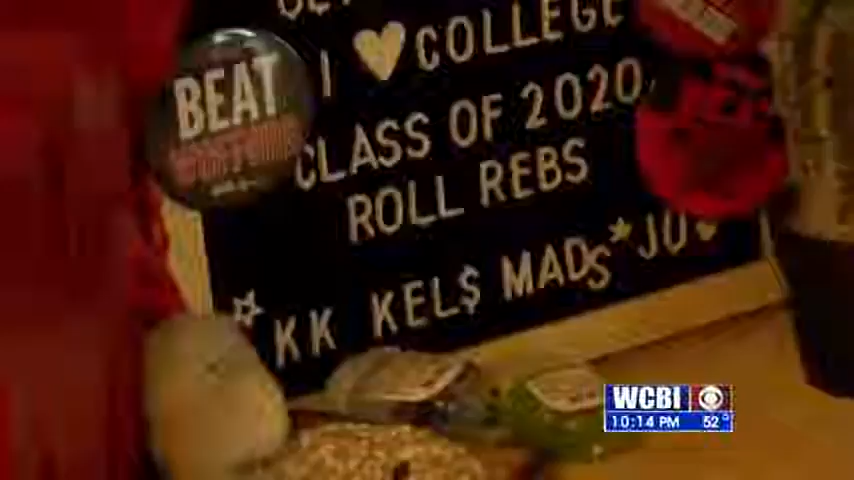 I ♥ COLLEGE
CLASS OF 2020
ROLL REBS
☆KK KEL$ MADS*JU♥
BEAT
WCBI
10:14 PM 52°